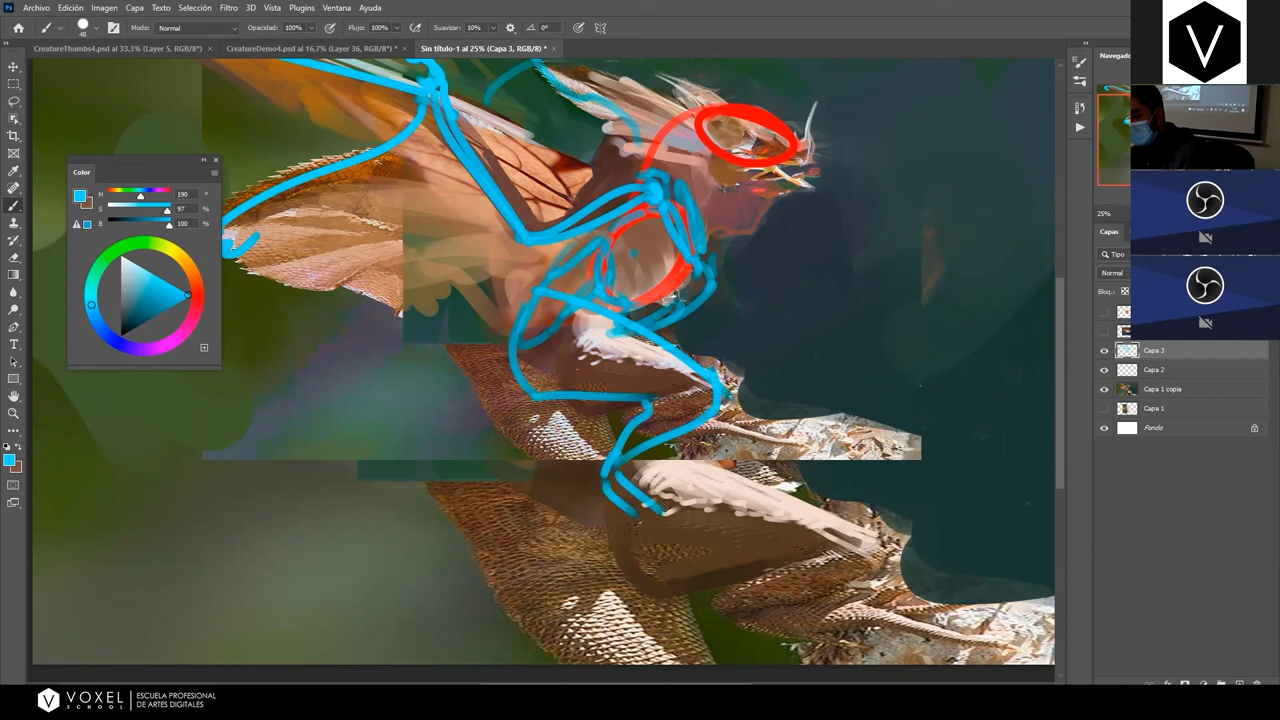 Ps Archivo Edición Imagen Capa Texto Selección Filtro 3D Vista Plugins Ventana Ayuda
48 Modo: Normal Opacidad: 100% Flujo: 100% Suavizar: 10% 0°
CreatureThumbs4.psd al 33,3% (Layer 5, RGB/8*) × CreatureDemo4.psd al 16,7% (Layer 36, RGB/8*) * × Sin título-1 al 25% (Capa 3, RGB/8) * ×
Navegador
Color
H 190 °
S 97 %
B 100 %
25%
Capas
Tipo
Normal
Bloq.:
Capa 3
Capa 2
Capa 1 copia
Capa 1
Fondo
VOXEL
SCHOOL
ESCUELA PROFESIONAL
DE ARTES DIGITALES